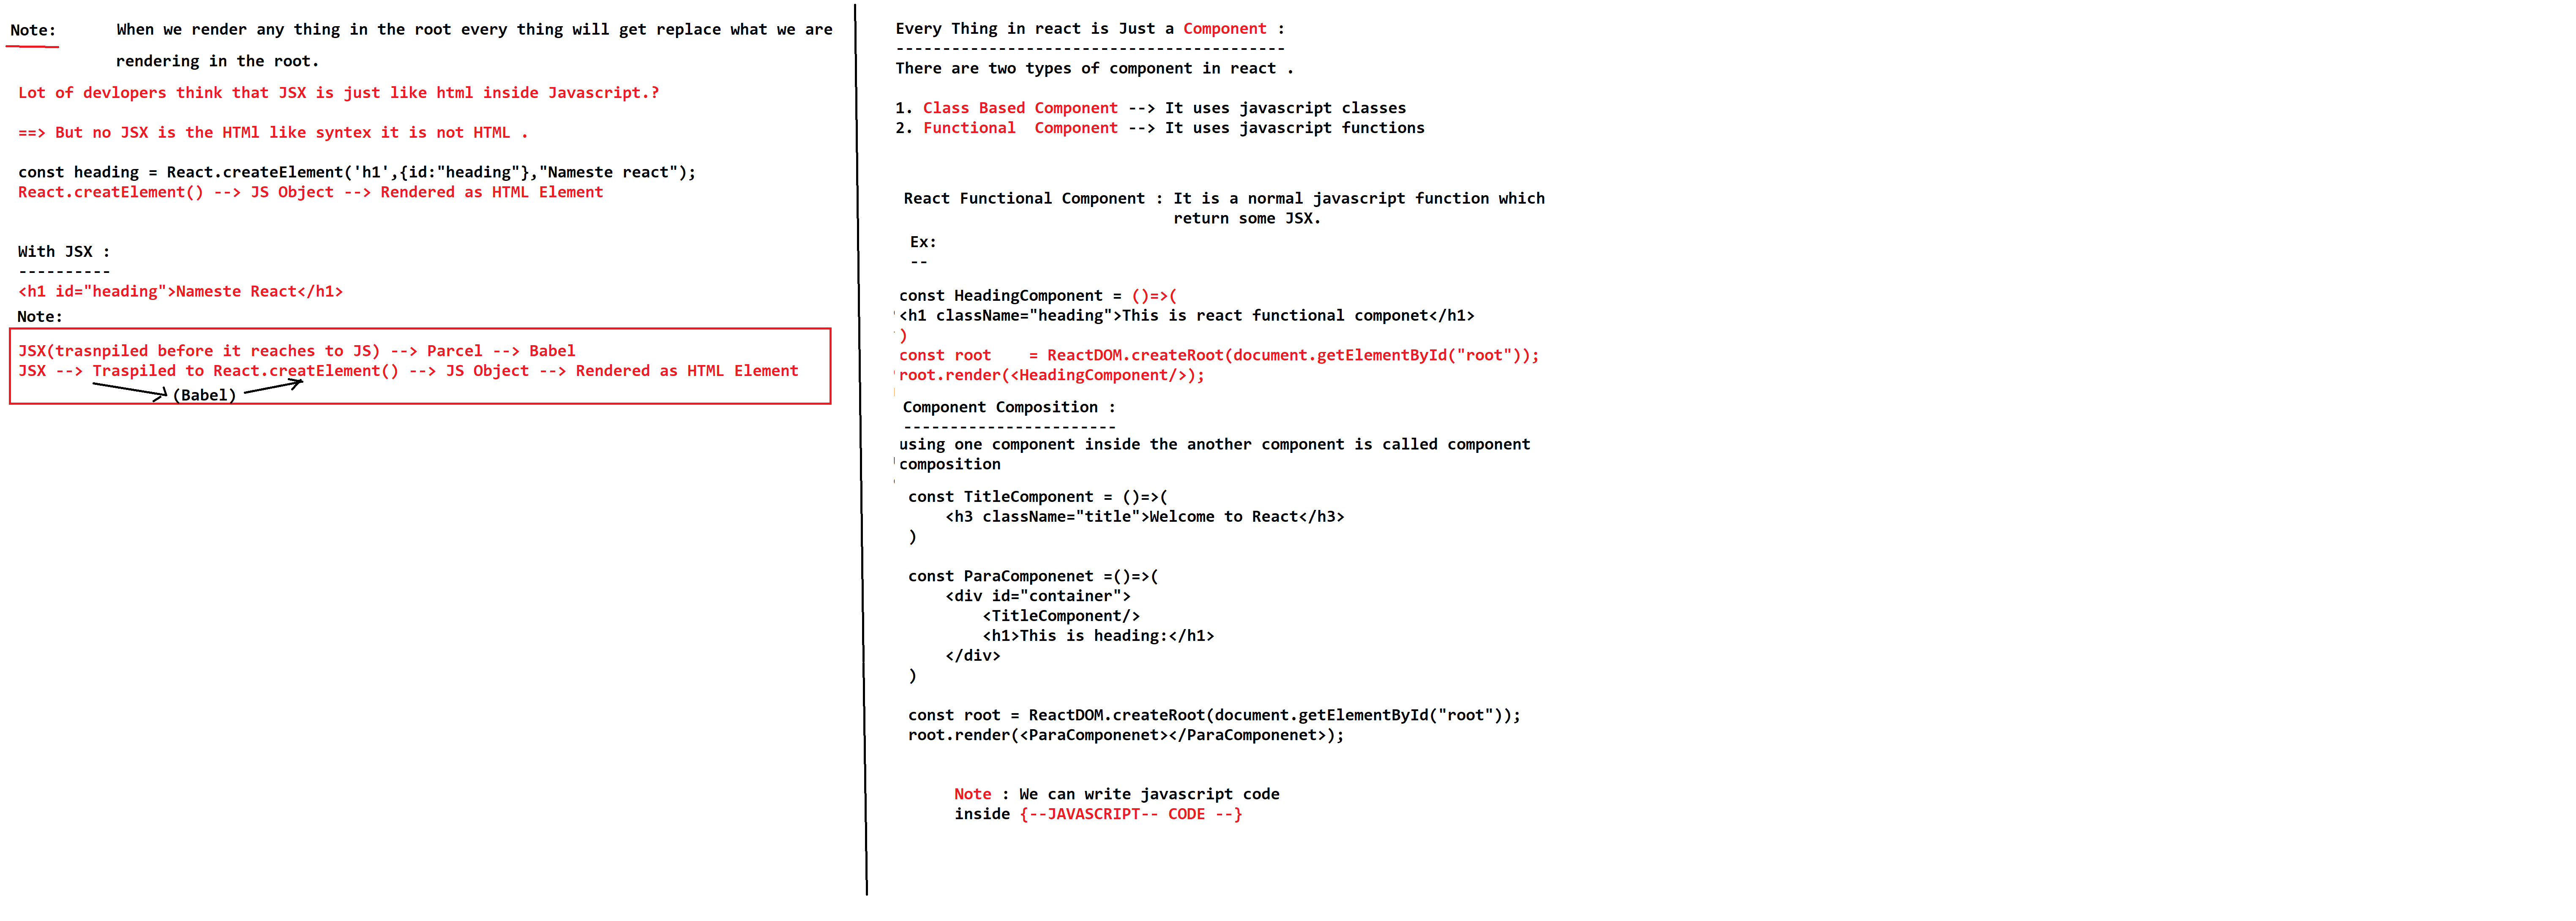 Note: When we render any thing in the root every thing will get replace what we are
rendering in the root.
Lot of devlopers think that JSX is just like html inside Javascript.?
==> But no JSX is the HTMl like syntex it is not HTML .
const heading = React.createElement('h1',{id:"heading"},"Nameste react");
React.creatElement() --> JS Object --> Rendered as HTML Element
With JSX :
----------
<h1 id="heading">Nameste React</h1>
Note:
JSX(trasnpiled before it reaches to JS) --> Parcel --> Babel
JSX --> Traspiled to React.creatElement() --> JS Object --> Rendered as HTML Element
(Babel)
Every Thing in react is Just a Component :
------------------------------------------
There are two types of component in react .
1. Class Based Component --> It uses javascript classes
2. Functional  Component --> It uses javascript functions
React Functional Component : It is a normal javascript function which
return some JSX.
Ex:
--
const HeadingComponent = ()=>(
<h1 className="heading">This is react functional componet</h1>
)
const root    = ReactDOM.createRoot(document.getElementById("root"));
root.render(<HeadingComponent/>);
Component Composition :
-----------------------
using one component inside the another component is called component
composition
const TitleComponent = ()=>(
    <h3 className="title">Welcome to React</h3>
)
const ParaComponenet =()=>(
    <div id="container">
        <TitleComponent/>
        <h1>This is heading:</h1>
    </div>
)
const root = ReactDOM.createRoot(document.getElementById("root"));
root.render(<ParaComponenet></ParaComponenet>);
Note : We can write javascript code
inside {--JAVASCRIPT-- CODE --}